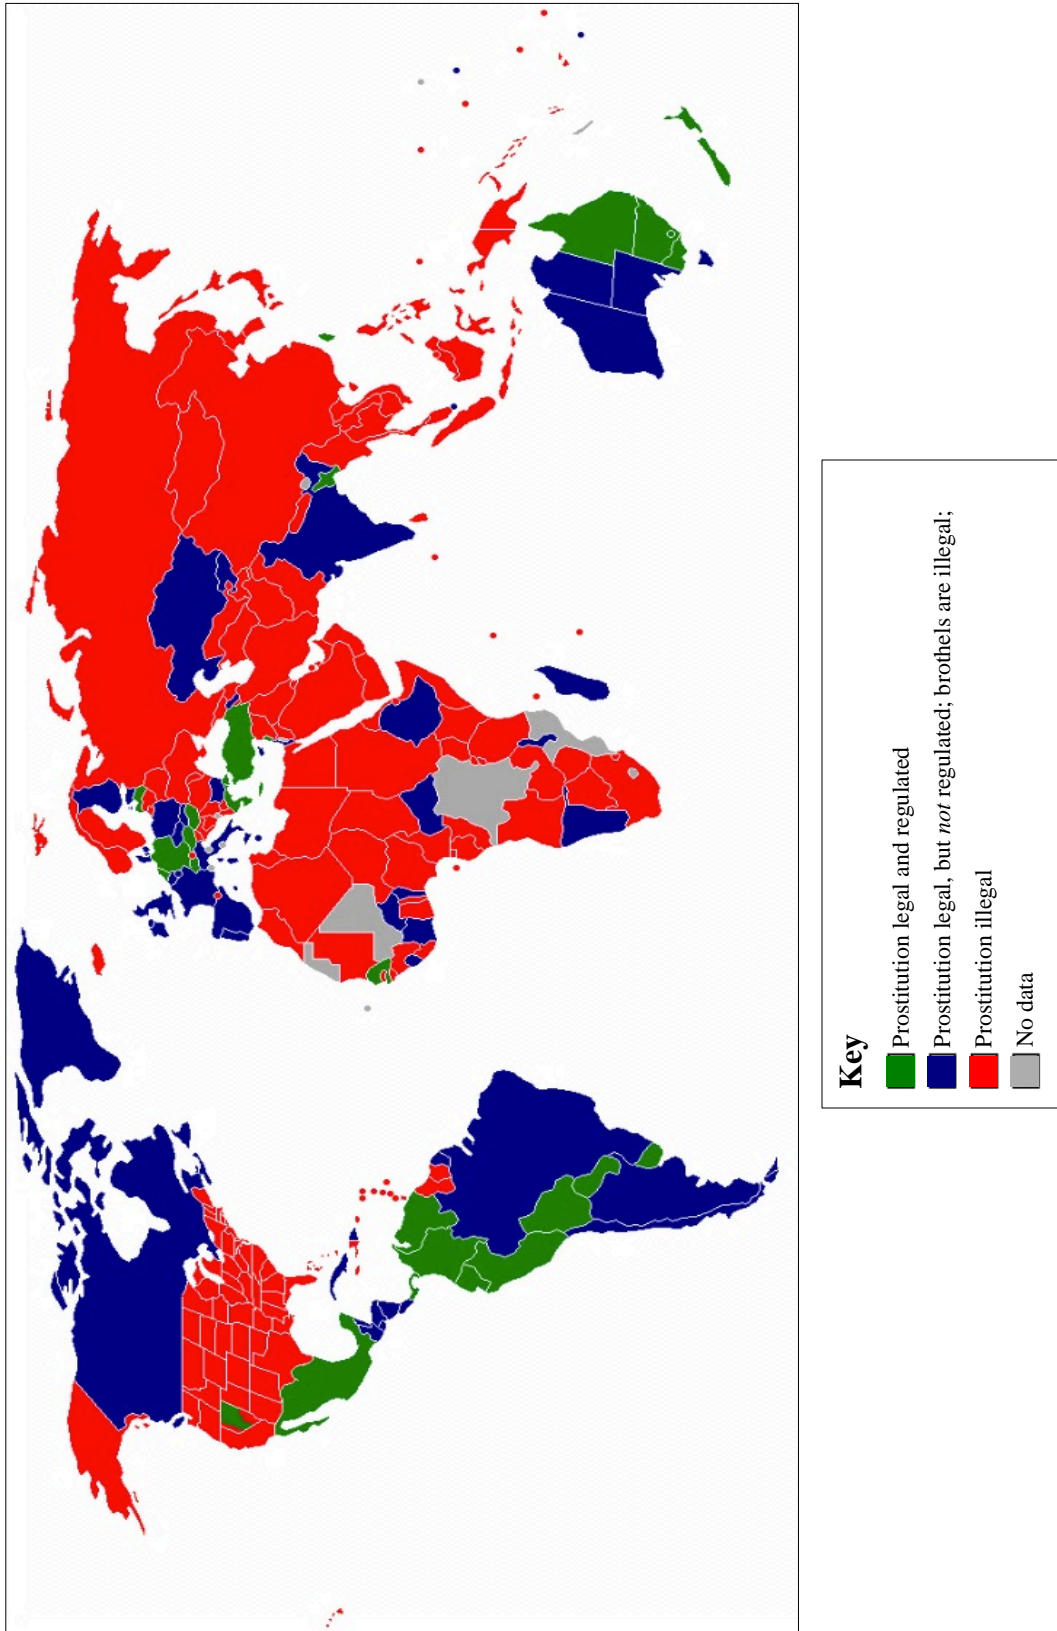 Key
Prostitution legal and regulated
Prostitution legal, but not regulated; brothels are illegal;
Prostitution illegal
No data